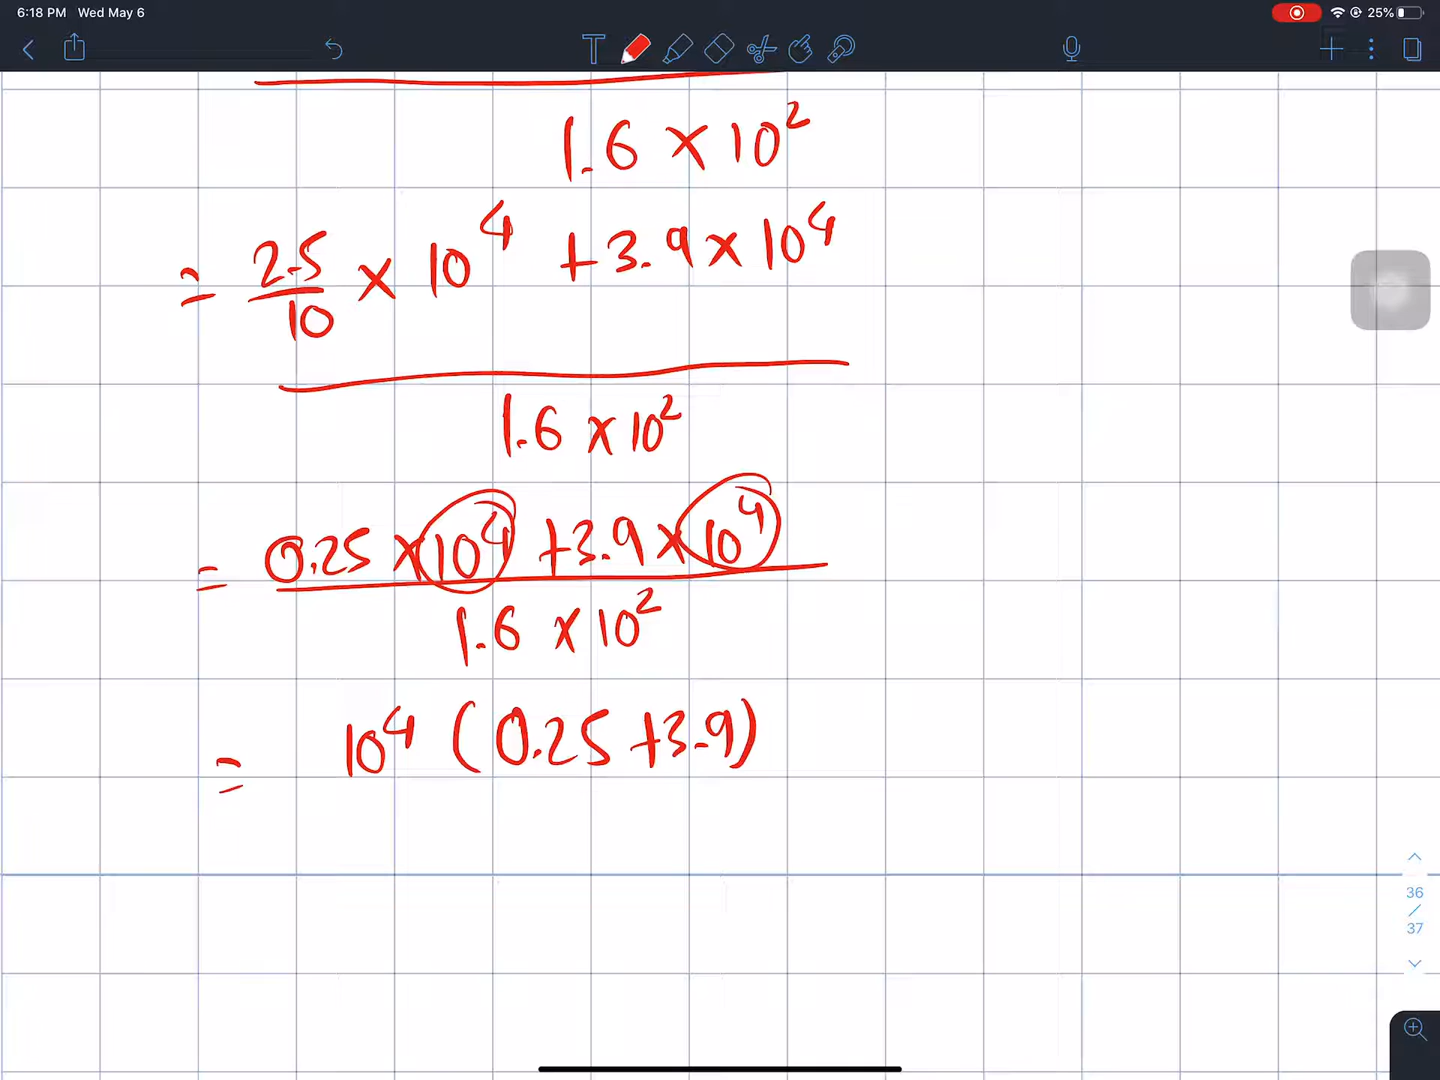 6:18 PM Wed May 6 25%
1.6 × 10²
= 2.5/10 × 10⁴ + 3.9 × 10⁴
1.6 × 10²
= 0.25 × 10⁴ + 3.9 × 10⁴
1.6 × 10²
= 10⁴ (0.25 + 3.9)
36
/
37